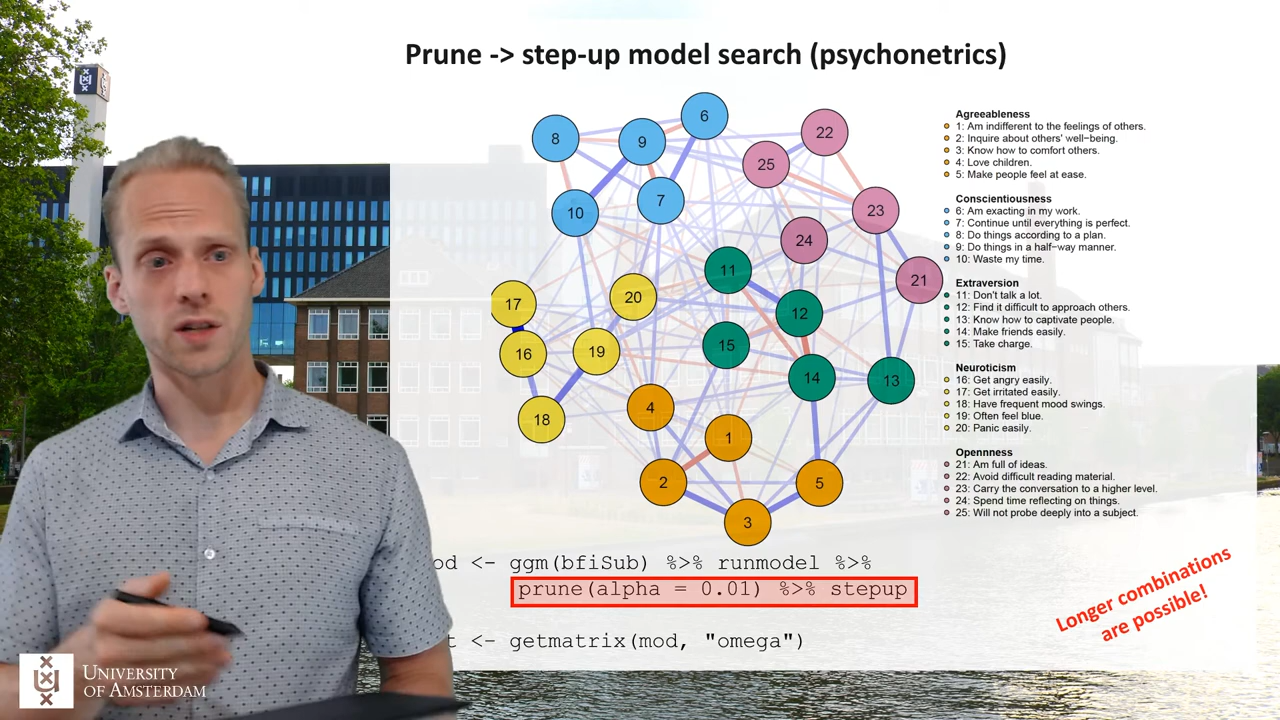 Prune -> step-up model search (psychonetrics)
6
8
9
22
25
7
10
23
24
11
21
20
17
12
15
16
19
14
13
4
18
1
2
5
3
Agreeableness
1: Am indifferent to the feelings of others.
2: Inquire about others' well−being.
3: Know how to comfort others.
4: Love children.
5: Make people feel at ease.
Conscientiousness
6: Am exacting in my work.
7: Continue until everything is perfect.
8: Do things according to a plan.
9: Do things in a half−way manner.
10: Waste my time.
Extraversion
11: Don't talk a lot.
12: Find it difficult to approach others.
13: Know how to captivate people.
14: Make friends easily.
15: Take charge.
Neuroticism
16: Get angry easily.
17: Get irritated easily.
18: Have frequent mood swings.
19: Often feel blue.
20: Panic easily.
Opennness
21: Am full of ideas.
22: Avoid difficult reading material.
23: Carry the conversation to a higher level.
24: Spend time reflecting on things.
25: Will not probe deeply into a subject.
od <- ggm(bfiSub) %>% runmodel %>%
prune(alpha = 0.01) %>% stepup
t <- getmatrix(mod, "omega")
Longer combinations
are possible!
UNIVERSITY
OF AMSTERDAM